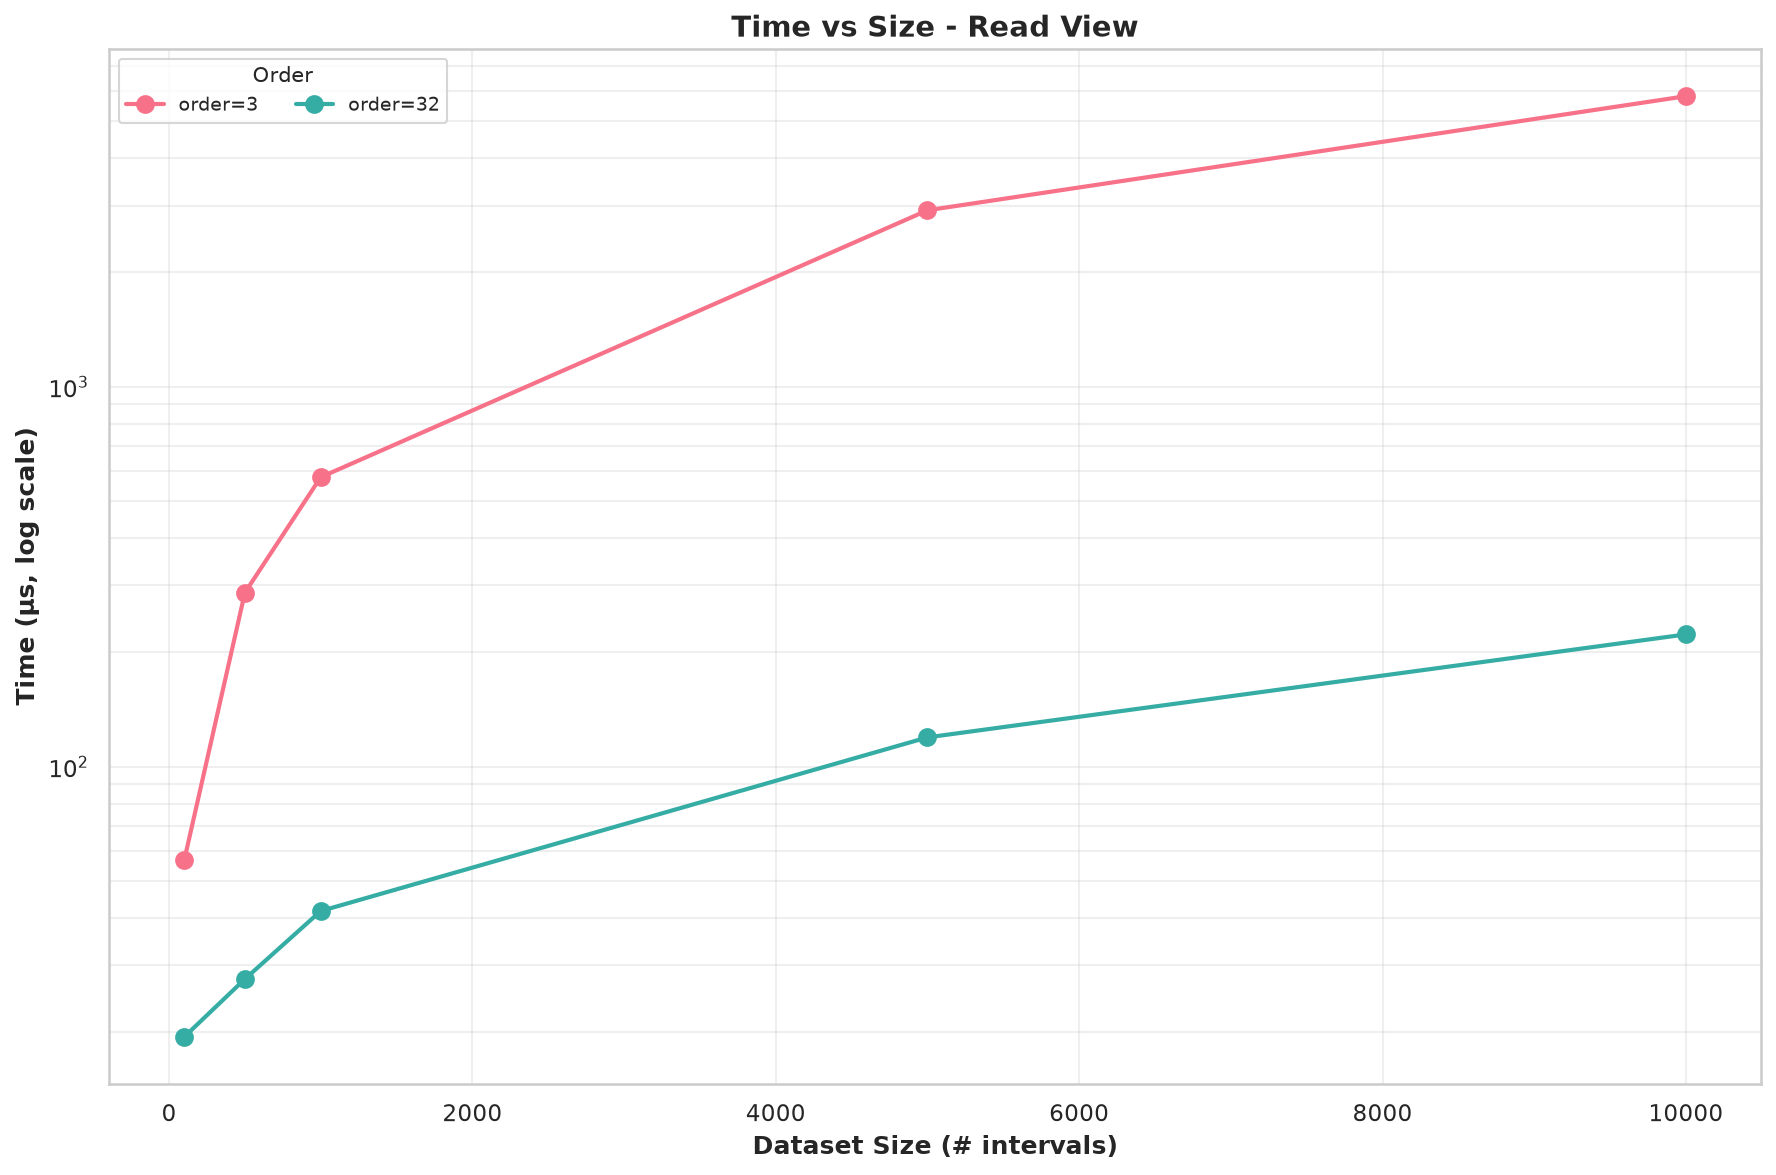 Time vs Size - Read View
Order
order=3 order=32
Time (µs, log scale)
10³
10²
0 2000 4000 6000 8000 10000
Dataset Size (# intervals)